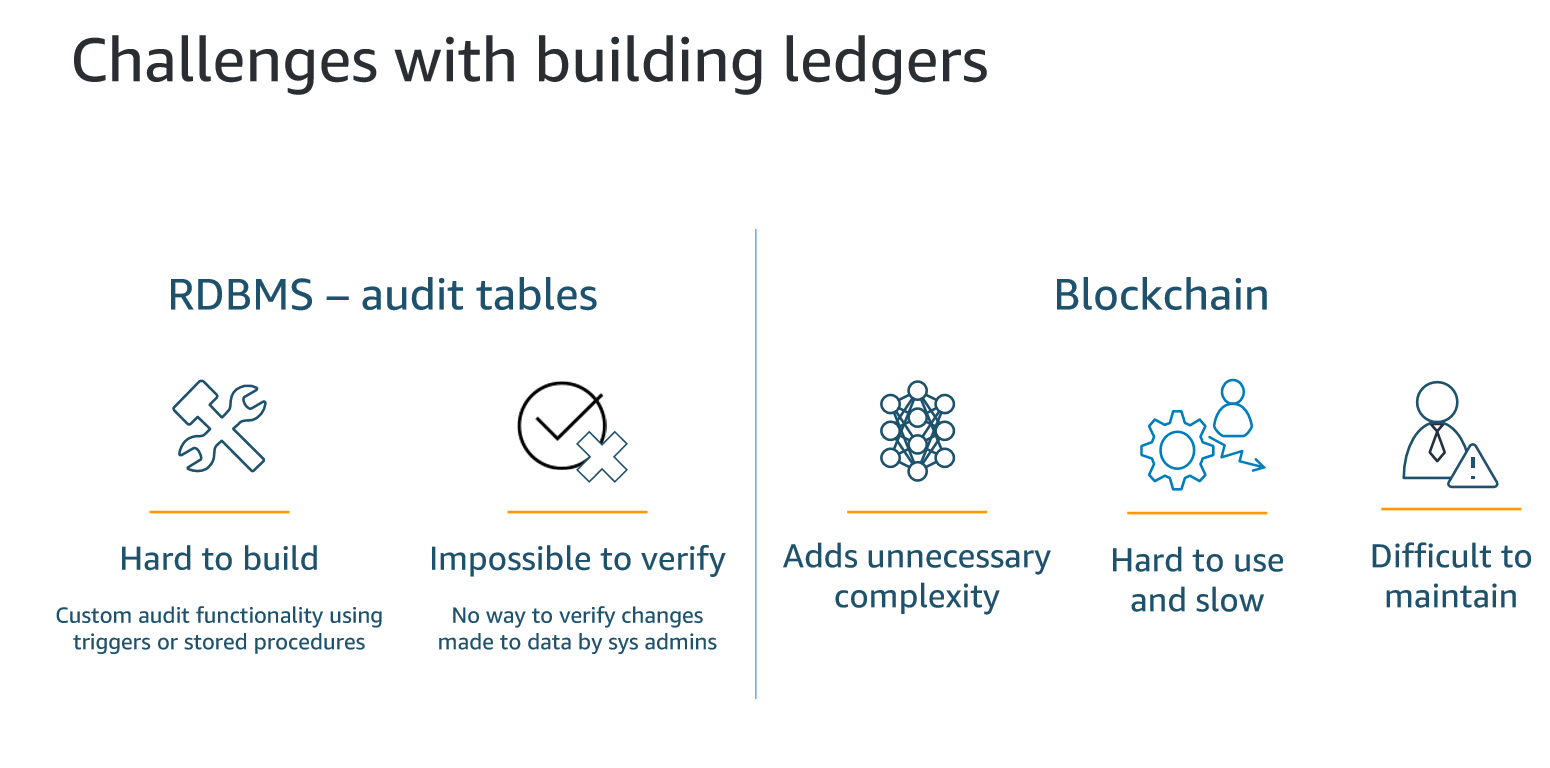 Challenges with building ledgers
RDBMS – audit tables
Hard to build
Custom audit functionality using
triggers or stored procedures
Impossible to verify
No way to verify changes
made to data by sys admins
Blockchain
Adds unnecessary
complexity
Hard to use
and slow
Difficult to
maintain